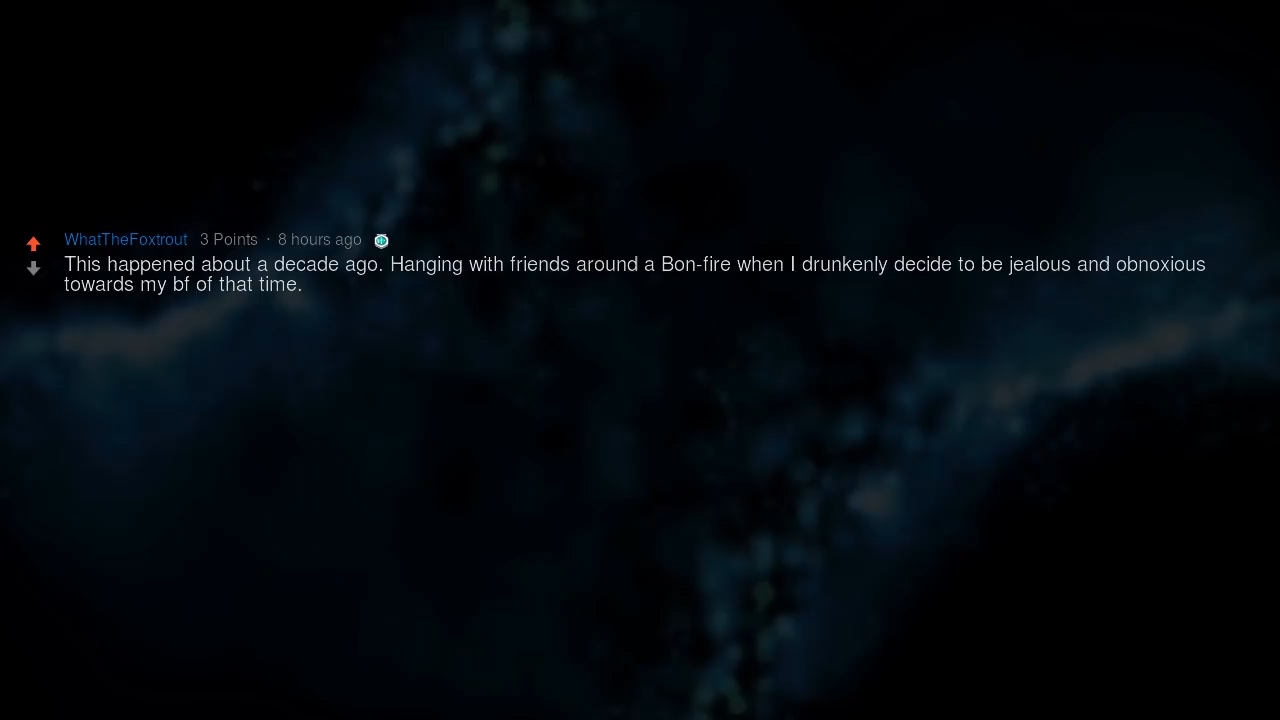 WhatTheFoxtrout 3 Points · 8 hours ago
This happened about a decade ago. Hanging with friends around a Bon-fire when I drunkenly decide to be jealous and obnoxious
towards my bf of that time.